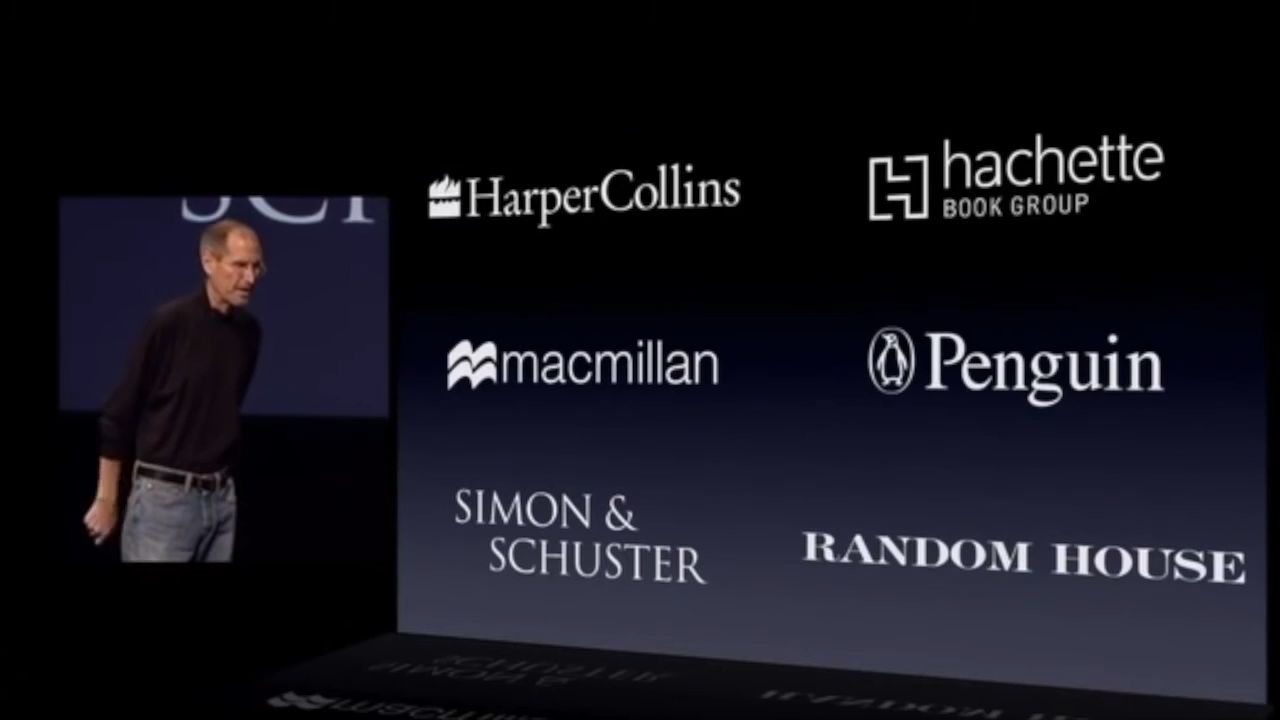 HarperCollins
hachette
BOOK GROUP
macmillan
Penguin
SIMON &
SCHUSTER
RANDOM HOUSE